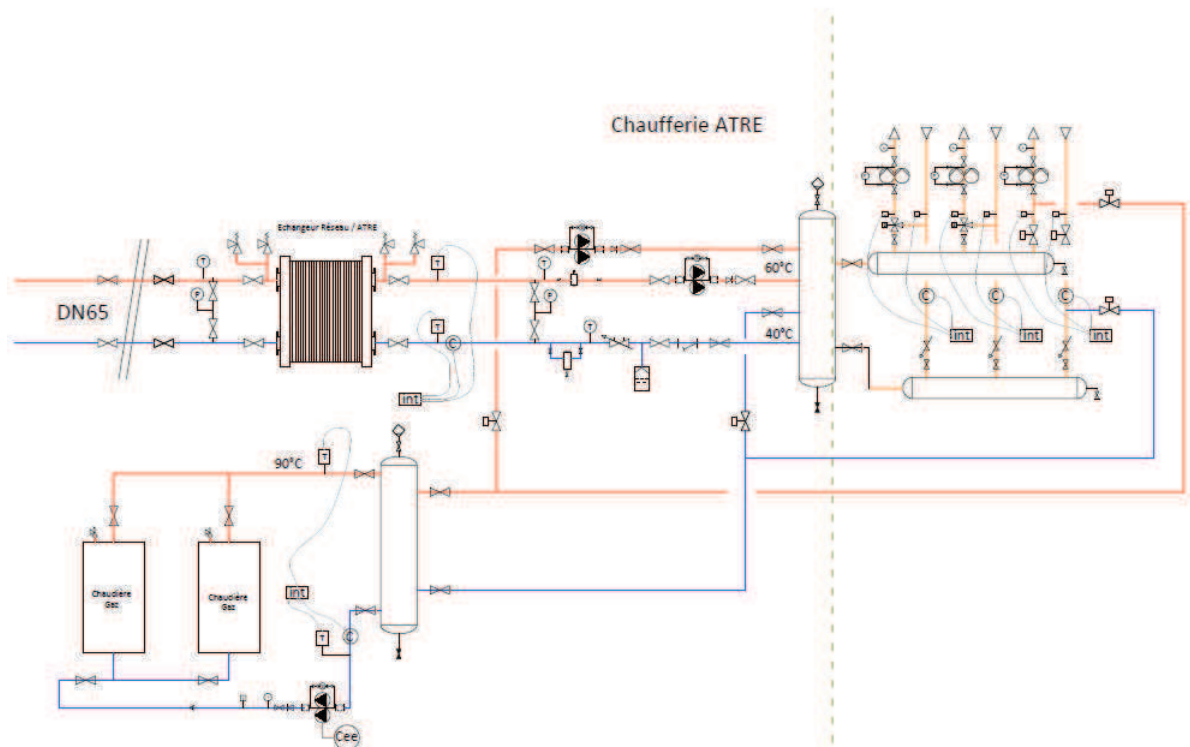 Chaufferie ATRE
Echangeur Réseau / ATRE
T
T
T
60°C
P
P
DN65
T
T
40°C
C
C
C
C
int
int
int
int
90°C
T
Chaudière
Gaz
Chaudière
Gaz
int
T
C
Cee